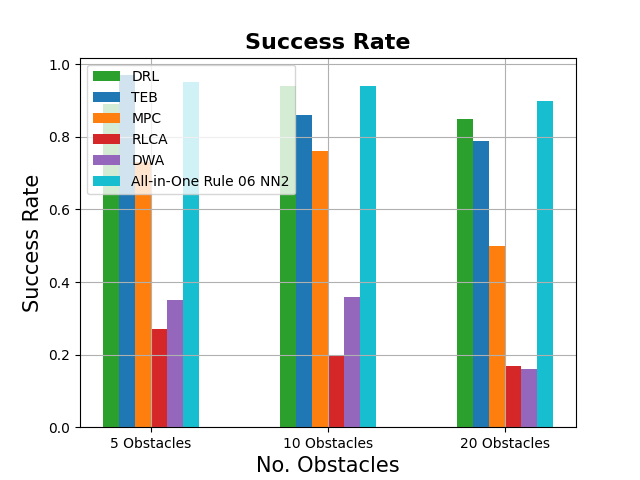 Success Rate
1.0
0.8
0.6
0.4
0.2
0.0
Success Rate
DRL
TEB
MPC
RLCA
DWA
All-in-One Rule 06 NN2
5 Obstacles
10 Obstacles
20 Obstacles
No. Obstacles